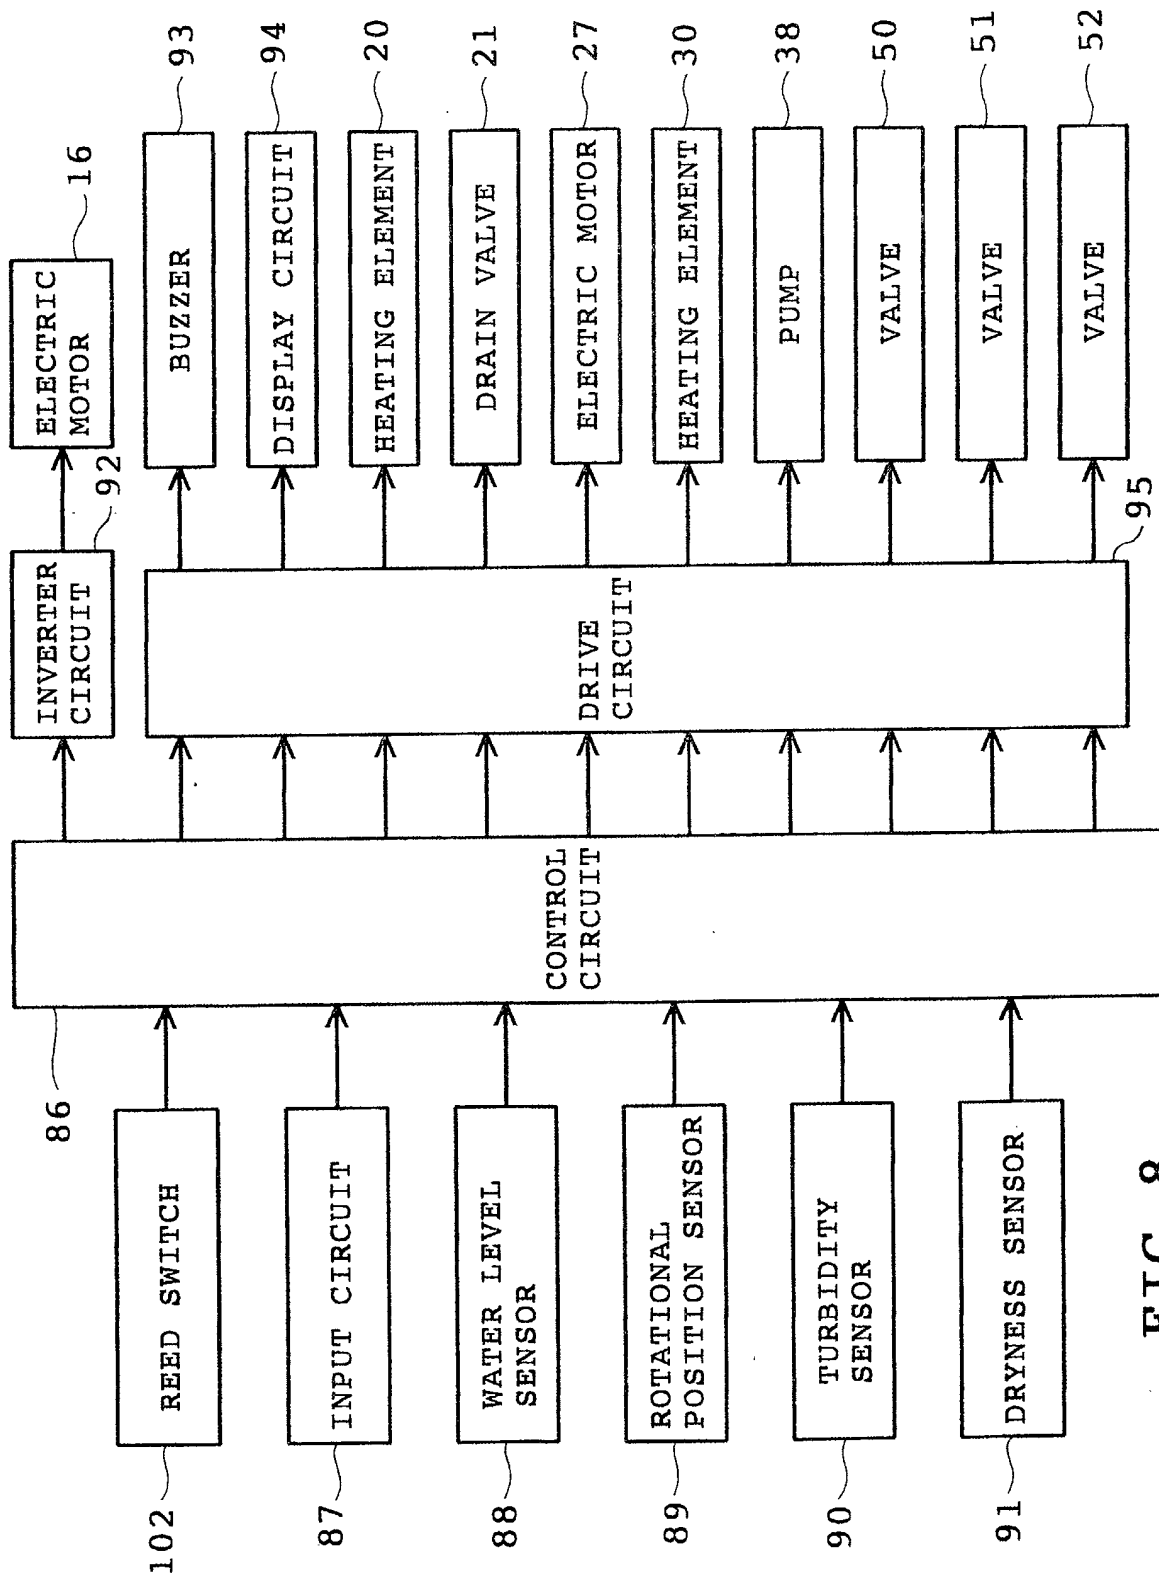 102
REED SWITCH
87
INPUT CIRCUIT
88
WATER LEVEL
SENSOR
89
ROTATIONAL
POSITION SENSOR
90
TURBIDITY
SENSOR
91
DRYNESS SENSOR
86
CONTROL
CIRCUIT
INVERTER
CIRCUIT
92
ELECTRIC
MOTOR
16
DRIVE
CIRCUIT
95
BUZZER
93
DISPLAY CIRCUIT
94
HEATING ELEMENT
20
DRAIN VALVE
21
ELECTRIC MOTOR
27
HEATING ELEMENT
30
PUMP
38
VALVE
50
VALVE
51
VALVE
52
FIG. 8